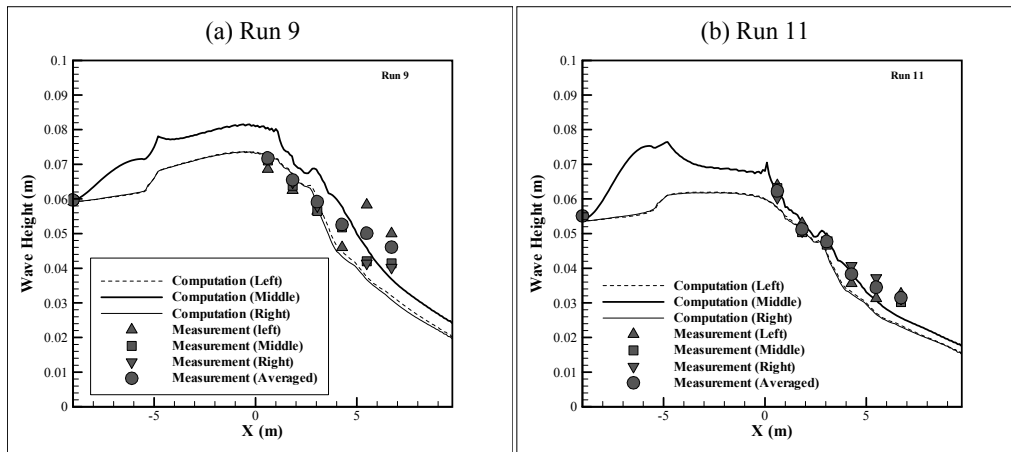 (a) Run 9
Run 9
0.1
0.09
0.08
0.07
0.06
0.05
0.04
0.03
0.02
0.01
0
Wave Height (m)
Computation (Left)
Computation (Middle)
Computation (Right)
Measurement (left)
Measurement (Middle)
Measurement (Right)
Measurement (Averaged)
-5
0
5
X (m)
(b) Run 11
Run 11
0.1
0.09
0.08
0.07
0.06
0.05
0.04
0.03
0.02
0.01
0
Wave Height (m)
Computation (Left)
Computation (Middle)
Computation (Right)
Measurement (Left)
Measurement (Middle)
Measurement (Right)
Measurement (Averaged)
-5
0
5
X (m)